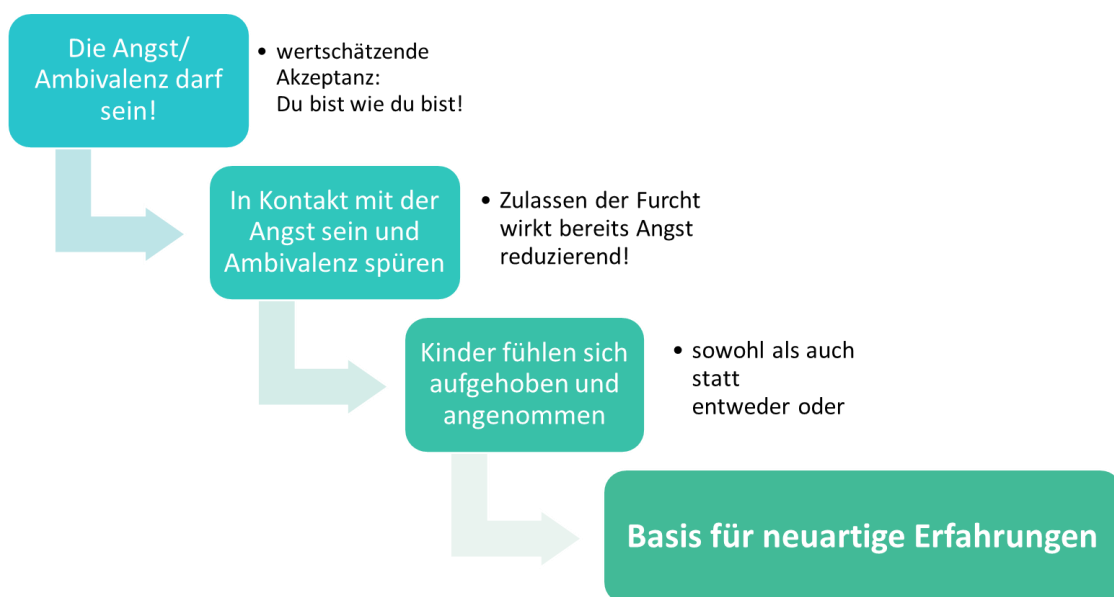 Die Angst/
Ambivalenz darf
sein!
• wertschätzende
Akzeptanz:
Du bist wie du bist!
In Kontakt mit der
Angst sein und
Ambivalenz spüren
• Zulassen der Furcht
wirkt bereits Angst
reduzierend!
Kinder fühlen sich
aufgehoben und
angenommen
• sowohl als auch
statt
entweder oder
Basis für neuartige Erfahrungen